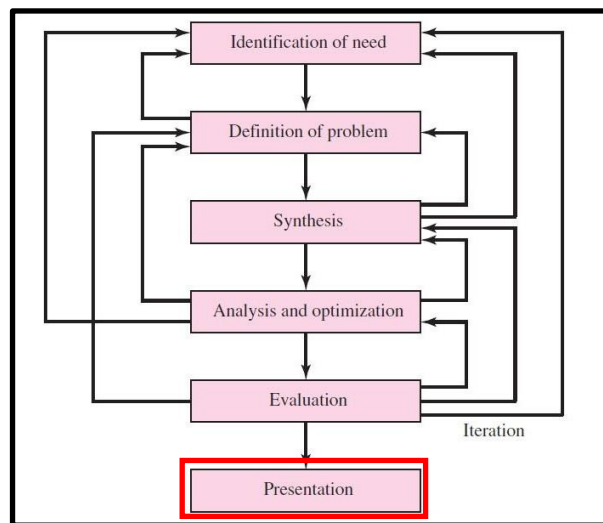 Identification of need
Definition of problem
Synthesis
Analysis and optimization
Evaluation
Iteration
Presentation